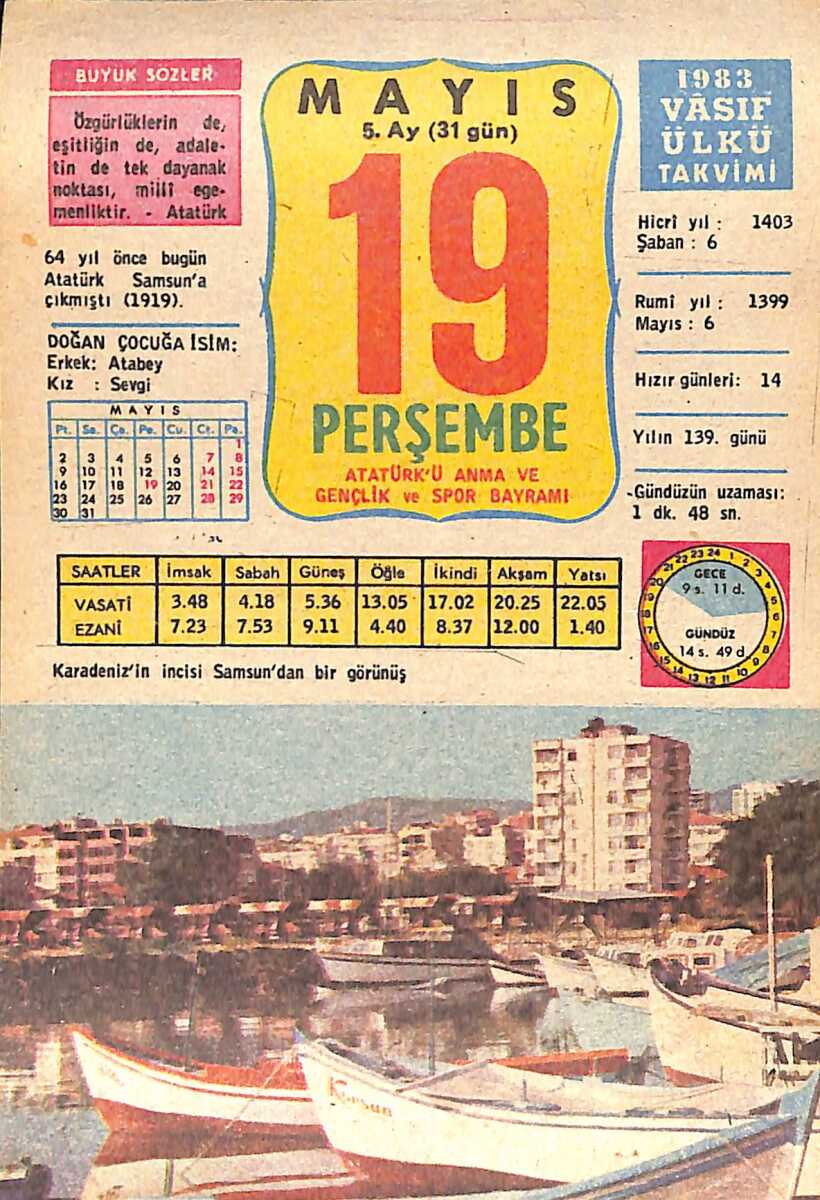 BÜYÜK SÖZLER
Özgürlüklerin de,
eşitliğin de, adale-
tin de tek dayanak
noktası, millî ege-
menliktir. - Atatürk
64 yıl önce bugün
Atatürk Samsun'a
çıkmıştı (1919).
DOĞAN ÇOCUĞA İSİM:
Erkek: Atabey
Kız : Sevgi
MAYIS
Pt. Sa. Ça. Pe. Cu. Ct. Pa.
1
2 3 4 5 6 7 8
9 10 11 12 13 14 15
16 17 18 19 20 21 22
23 24 25 26 27 28 29
30 31
MAYIS
5. Ay (31 gün)
19
PERŞEMBE
ATATÜRK'Ü ANMA VE
GENÇLİK ve SPOR BAYRAMI
1983
VÂSIF
ÜLKÜ
TAKVİMİ
Hicrî yıl : 1403
Şaban : 6
Rumî yıl : 1399
Mayıs : 6
Hızır günleri: 14
Yılın 139. günü
Gündüzün uzaması:
1 dk. 48 sn.
SAATLER İmsak Sabah Güneş Öğle İkindi Akşam Yatsı
VASATÎ 3.48 4.18 5.36 13.05 17.02 20.25 22.05
EZANÎ 7.23 7.53 9.11 4.40 8.37 12.00 1.40
GECE
9 s. 11 d.
GÜNDÜZ
14 s. 49 d.
Karadeniz'in incisi Samsun'dan bir görünüş